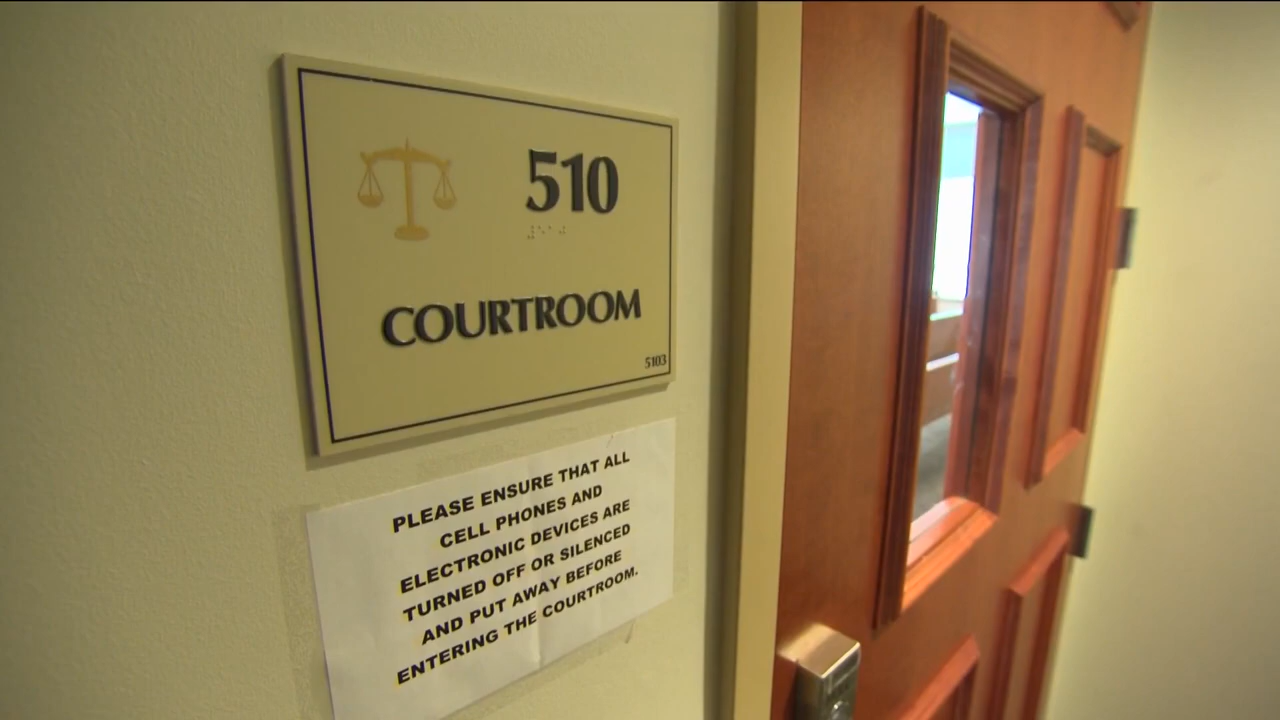 510
COURTROOM
5103
PLEASE ENSURE THAT ALL
CELL PHONES AND
ELECTRONIC DEVICES ARE
TURNED OFF OR SILENCED
AND PUT AWAY BEFORE
ENTERING THE COURTROOM.